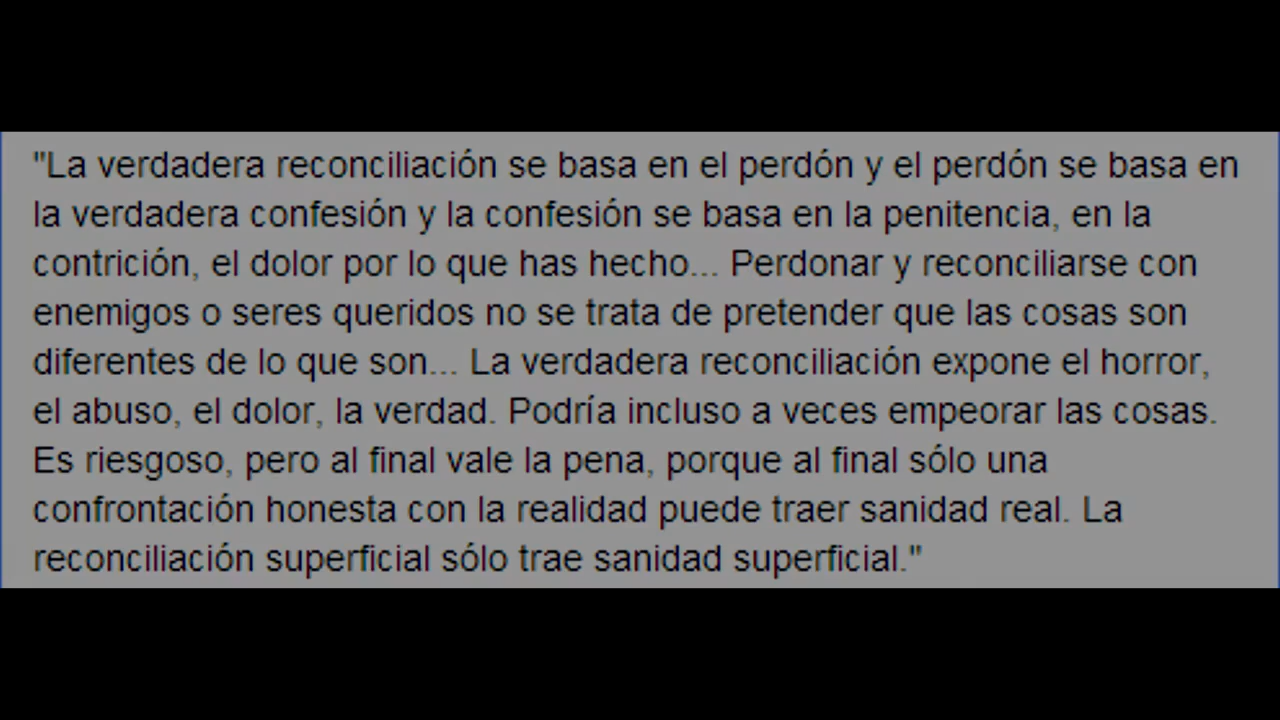 "La verdadera reconciliación se basa en el perdón y el perdón se basa en
la verdadera confesión y la confesión se basa en la penitencia, en la
contrición, el dolor por lo que has hecho... Perdonar y reconciliarse con
enemigos o seres queridos no se trata de pretender que las cosas son
diferentes de lo que son... La verdadera reconciliación expone el horror,
el abuso, el dolor, la verdad. Podría incluso a veces empeorar las cosas.
Es riesgoso, pero al final vale la pena, porque al final sólo una
confrontación honesta con la realidad puede traer sanidad real. La
reconciliación superficial sólo trae sanidad superficial."